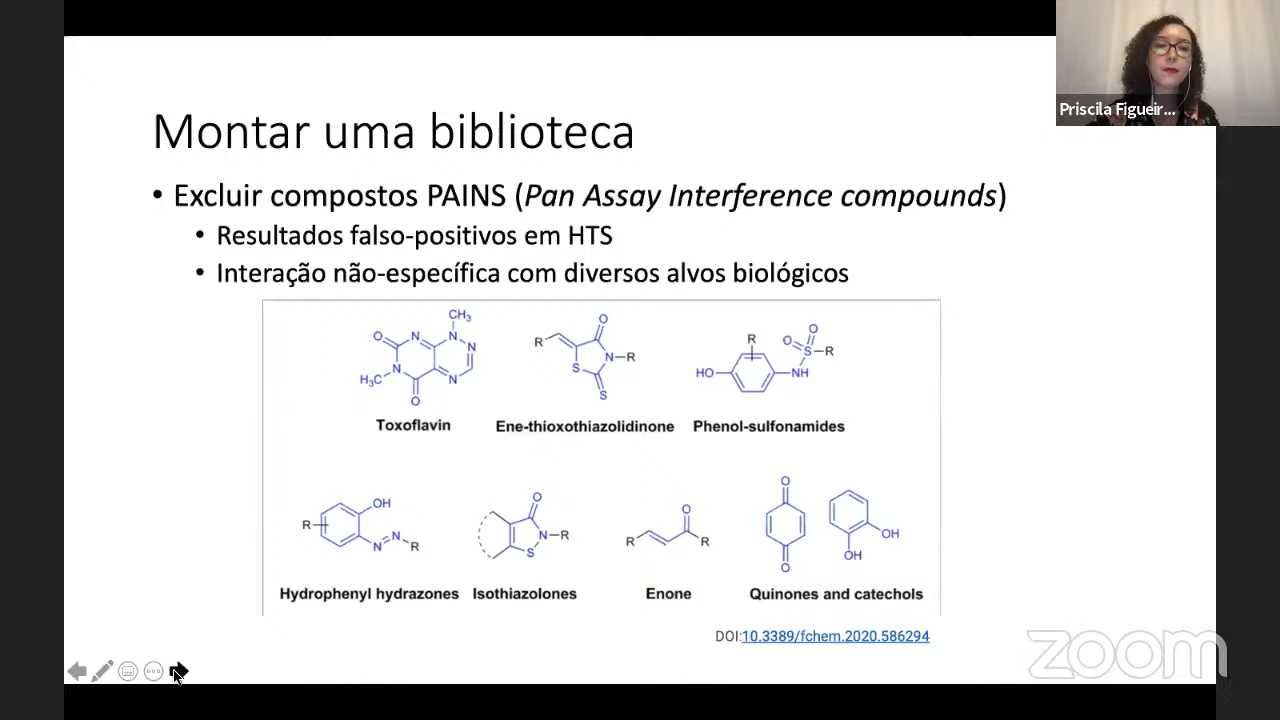 Priscila Figueir...
Montar uma biblioteca
• Excluir compostos PAINS (Pan Assay Interference compounds)
• Resultados falso-positivos em HTS
• Interação não-específica com diversos alvos biológicos
CH₃
O N N N
H₃C N N
O
Toxoflavin
O
R N R
S
S
Ene-thioxothiazolidinone
R O O
S R
HO NH
Phenol-sulfonamides
OH
R
N N R
Hydrophenyl hydrazones
O
N R
S
Isothiazolones
O
R R
Enone
O
O
OH
OH
Quinones and catechols
DOI:10.3389/fchem.2020.586294
zoom